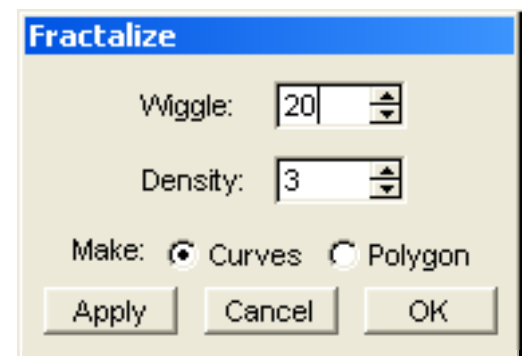 Fractalize
Wiggle: 20
Density: 3
Make: Curves Polygon
Apply Cancel OK